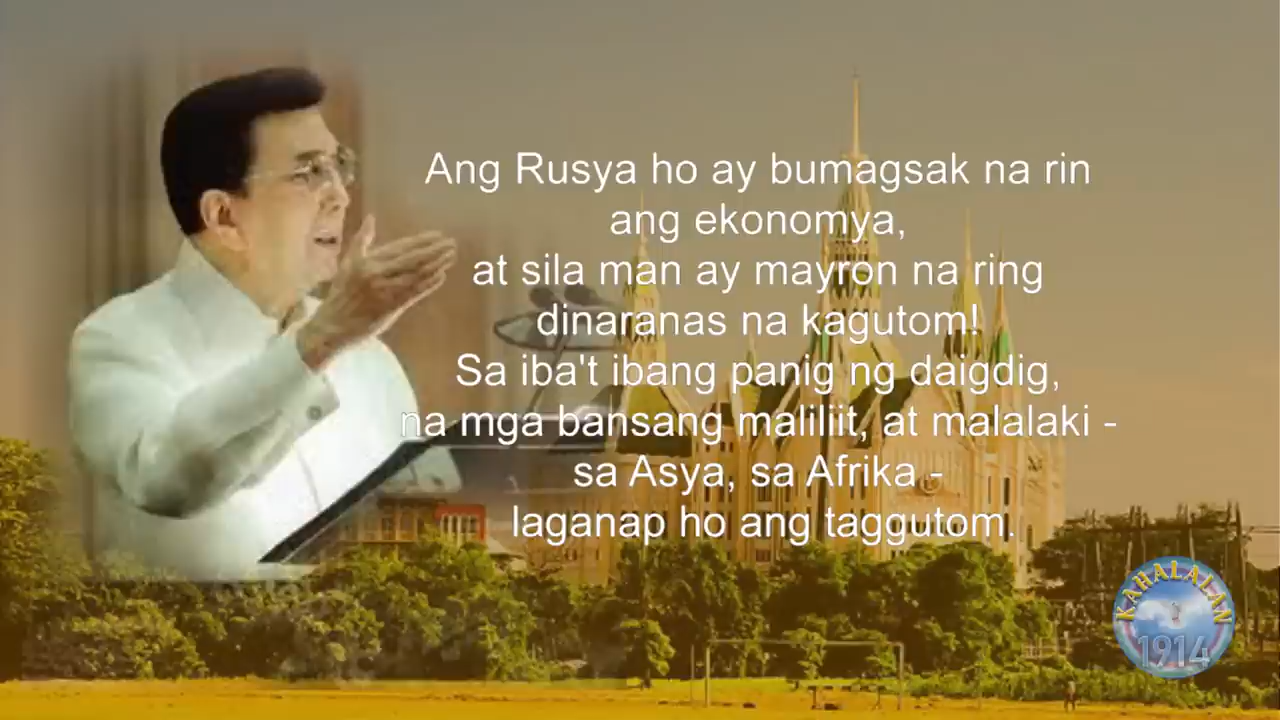 Ang Rusya ho ay bumagsak na rin
ang ekonomya,
at sila man ay mayron na ring
dinaranas na kagutom!
Sa iba't ibang panig ng daigdig,
na mga bansang maliliit, at malalaki -
sa Asya, sa Afrika -
laganap ho ang taggutom.
KAHALALAN
1914